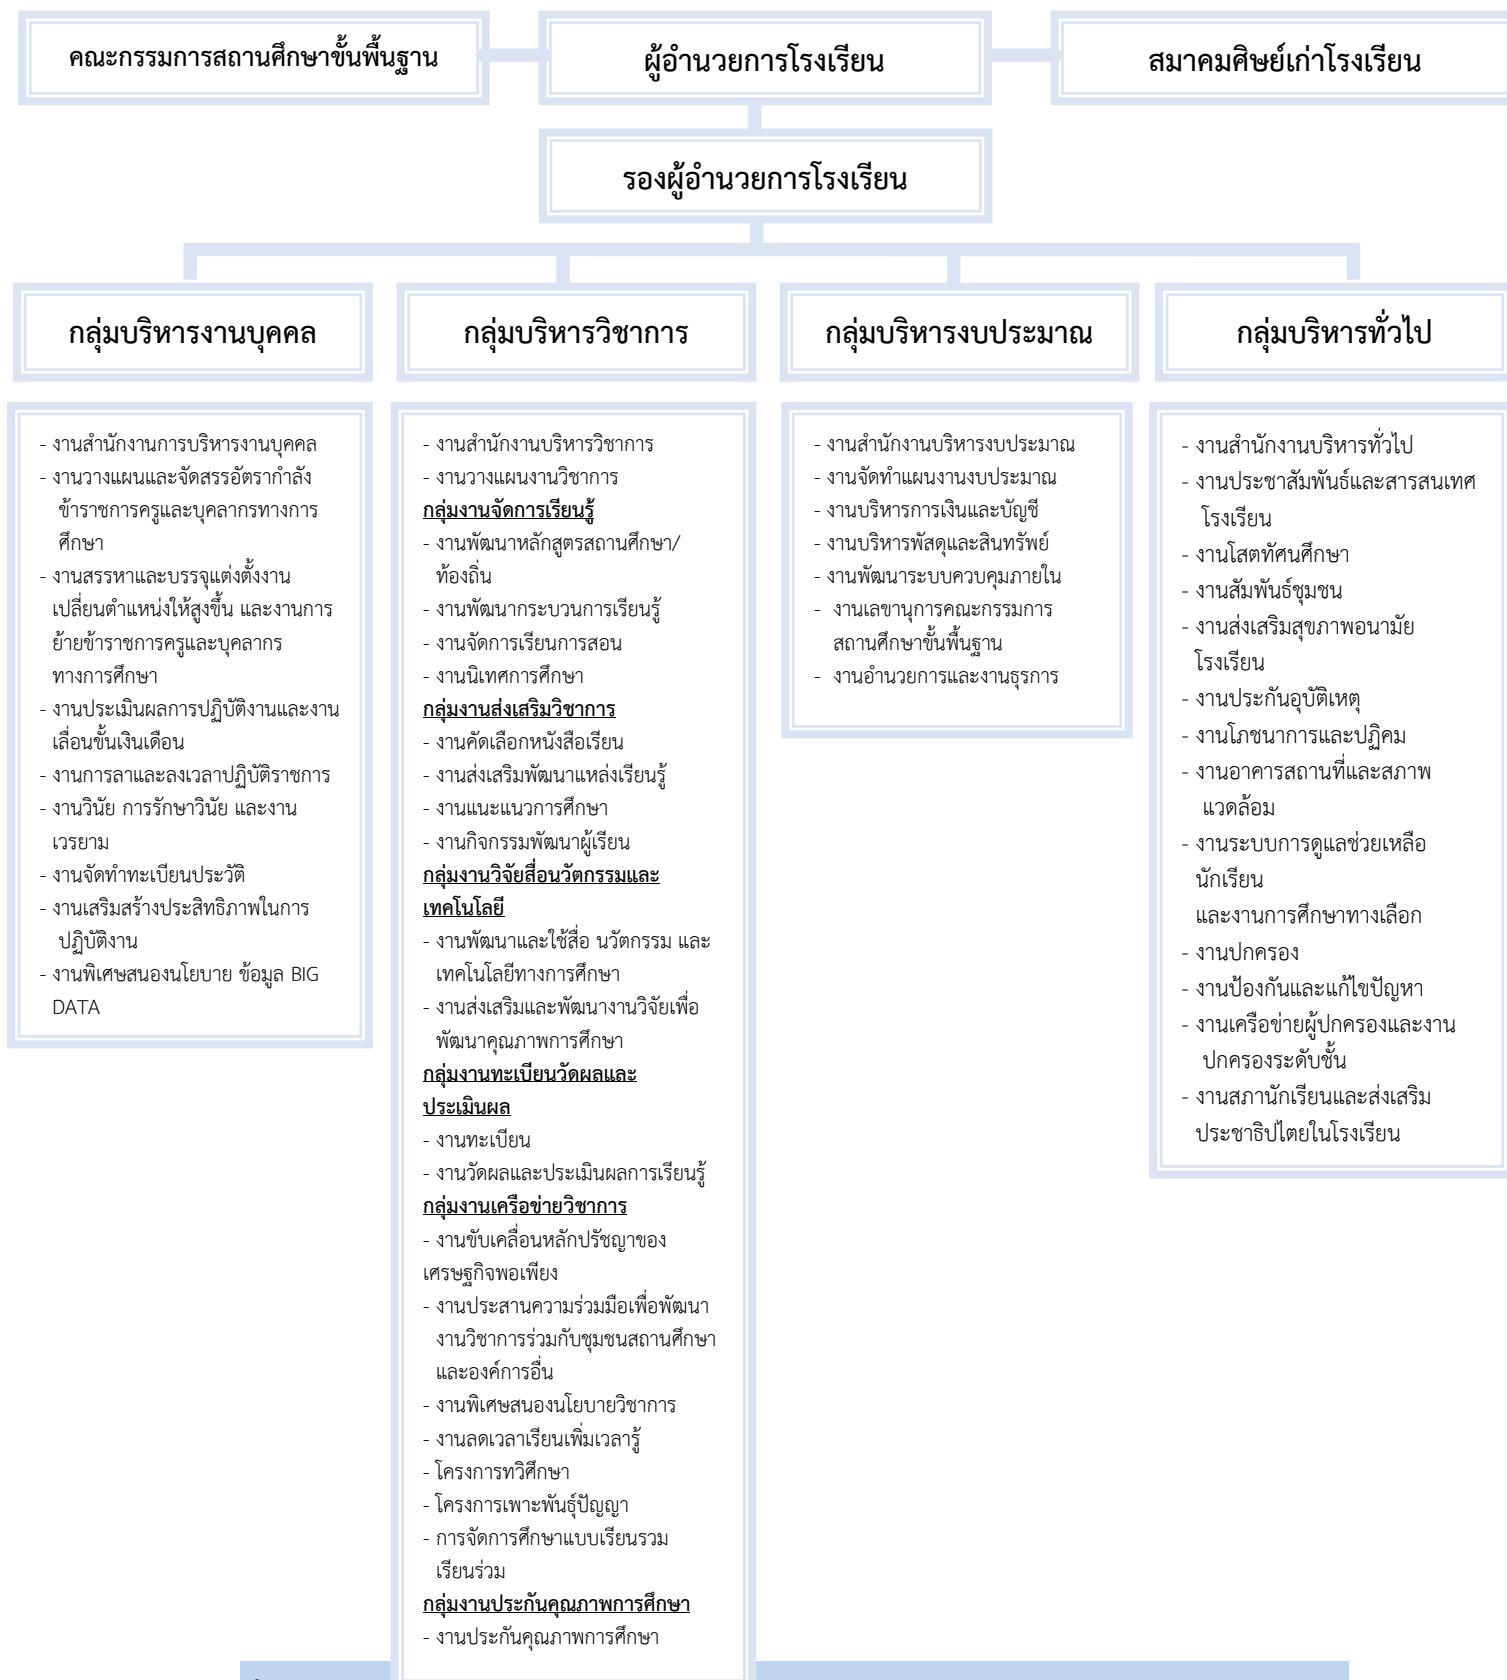 คณะกรรมการสถานศึกษาขั้นพื้นฐาน
ผู้อำนวยการโรงเรียน
สมาคมศิษย์เก่าโรงเรียน
รองผู้อำนวยการโรงเรียน
กลุ่มบริหารงานบุคคล
กลุ่มบริหารวิชาการ
กลุ่มบริหารงบประมาณ
กลุ่มบริหารทั่วไป
- งานสำนักงานการบริหารงานบุคคล
- งานวางแผนและจัดสรรอัตรากำลัง
ข้าราชการครูและบุคลากรทางการ
ศึกษา
- งานสรรหาและบรรจุแต่งตั้งงาน
เปลี่ยนตำแหน่งให้สูงขึ้น และงานการ
ย้ายข้าราชการครูและบุคลากร
ทางการศึกษา
- งานประเมินผลการปฏิบัติงานและงาน
เลื่อนขั้นเงินเดือน
- งานการลาและลงเวลาปฏิบัติราชการ
- งานวินัย การรักษาวินัย และงาน
เวรยาม
- งานจัดทำทะเบียนประวัติ
- งานเสริมสร้างประสิทธิภาพในการ
ปฏิบัติงาน
- งานพิเศษสนองนโยบาย ข้อมูล BIG
DATA
- งานสำนักงานบริหารวิชาการ
- งานวางแผนงานวิชาการ
กลุ่มงานจัดการเรียนรู้
- งานพัฒนาหลักสูตรสถานศึกษา/
ท้องถิ่น
- งานพัฒนากระบวนการเรียนรู้
- งานจัดการเรียนการสอน
- งานนิเทศการศึกษา
กลุ่มงานส่งเสริมวิชาการ
- งานคัดเลือกหนังสือเรียน
- งานส่งเสริมพัฒนาแหล่งเรียนรู้
- งานแนะแนวการศึกษา
- งานกิจกรรมพัฒนาผู้เรียน
กลุ่มงานวิจัยสื่อนวัตกรรมและ
เทคโนโลยี
- งานพัฒนาและใช้สื่อ นวัตกรรม และ
เทคโนโลยีทางการศึกษา
- งานส่งเสริมและพัฒนางานวิจัยเพื่อ
พัฒนาคุณภาพการศึกษา
กลุ่มงานทะเบียนวัดผลและ
ประเมินผล
- งานทะเบียน
- งานวัดผลและประเมินผลการเรียนรู้
กลุ่มงานเครือข่ายวิชาการ
- งานขับเคลื่อนหลักปรัชญาของ
เศรษฐกิจพอเพียง
- งานประสานความร่วมมือเพื่อพัฒนา
งานวิชาการร่วมกับชุมชนสถานศึกษา
และองค์การอื่น
- งานพิเศษสนองนโยบายวิชาการ
- งานลดเวลาเรียนเพิ่มเวลารู้
- โครงการทวิศึกษา
- โครงการเพาะพันธุ์ปัญญา
- การจัดการศึกษาแบบเรียนรวม
เรียนร่วม
กลุ่มงานประกันคุณภาพการศึกษา
- งานประกันคุณภาพการศึกษา
- งานสำนักงานบริหารงบประมาณ
- งานจัดทำแผนงานงบประมาณ
- งานบริหารการเงินและบัญชี
- งานบริหารพัสดุและสินทรัพย์
- งานพัฒนาระบบควบคุมภายใน
- งานเลขานุการคณะกรรมการ
สถานศึกษาขั้นพื้นฐาน
- งานอำนวยการและงานธุรการ
- งานสำนักงานบริหารทั่วไป
- งานประชาสัมพันธ์และสารสนเทศ
โรงเรียน
- งานโสตทัศนศึกษา
- งานสัมพันธ์ชุมชน
- งานส่งเสริมสุขภาพอนามัย
โรงเรียน
- งานประกันอุบัติเหตุ
- งานโภชนาการและปฏิคม
- งานอาคารสถานที่และสภาพ
แวดล้อม
- งานระบบการดูแลช่วยเหลือ
นักเรียน
และงานการศึกษาทางเลือก
- งานปกครอง
- งานป้องกันและแก้ไขปัญหา
- งานเครือข่ายผู้ปกครองและงาน
ปกครองระดับชั้น
- งานสภานักเรียนและส่งเสริม
ประชาธิปไตยในโรงเรียน